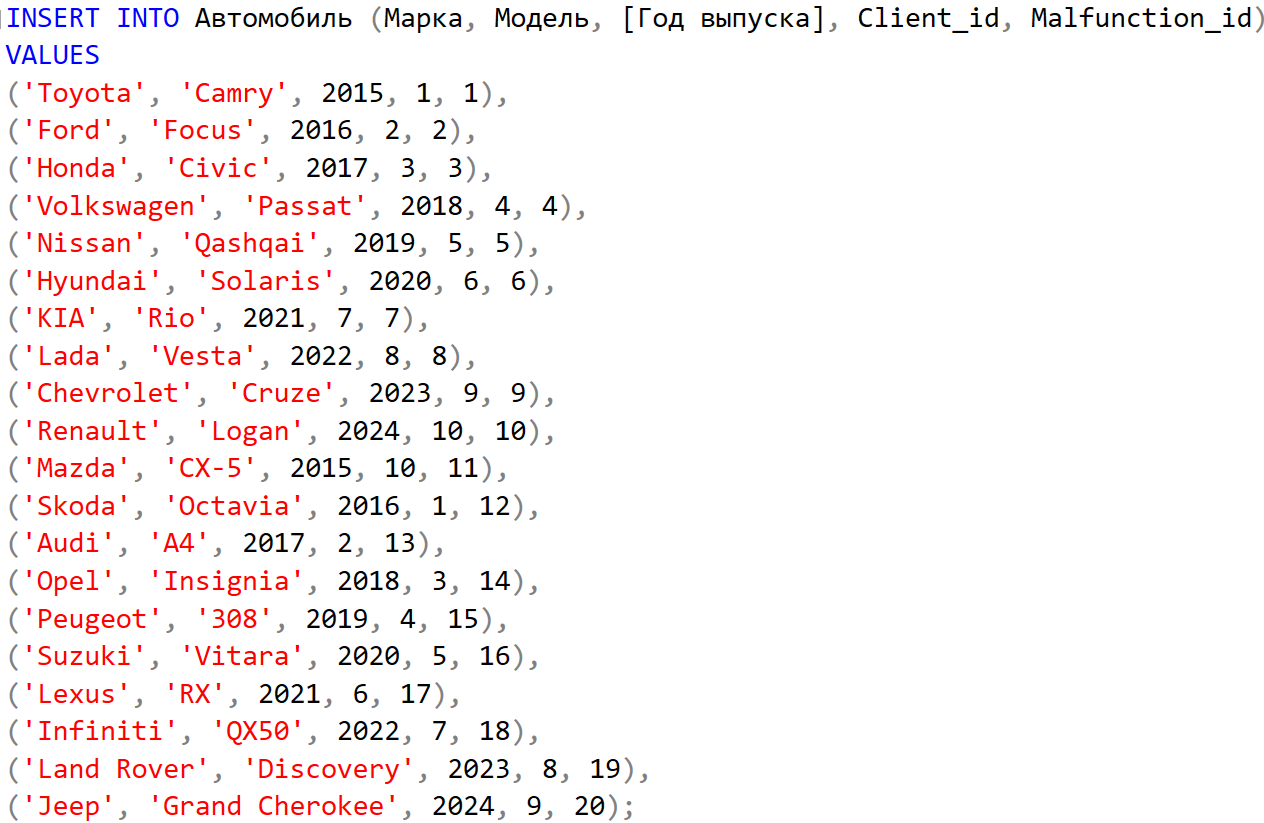 INSERT INTO Автомобиль (Марка, Модель, [Год выпуска], Client_id, Malfunction_id)
VALUES
('Toyota', 'Camry', 2015, 1, 1),
('Ford', 'Focus', 2016, 2, 2),
('Honda', 'Civic', 2017, 3, 3),
('Volkswagen', 'Passat', 2018, 4, 4),
('Nissan', 'Qashqai', 2019, 5, 5),
('Hyundai', 'Solaris', 2020, 6, 6),
('KIA', 'Rio', 2021, 7, 7),
('Lada', 'Vesta', 2022, 8, 8),
('Chevrolet', 'Cruze', 2023, 9, 9),
('Renault', 'Logan', 2024, 10, 10),
('Mazda', 'CX-5', 2015, 10, 11),
('Skoda', 'Octavia', 2016, 1, 12),
('Audi', 'A4', 2017, 2, 13),
('Opel', 'Insignia', 2018, 3, 14),
('Peugeot', '308', 2019, 4, 15),
('Suzuki', 'Vitara', 2020, 5, 16),
('Lexus', 'RX', 2021, 6, 17),
('Infiniti', 'QX50', 2022, 7, 18),
('Land Rover', 'Discovery', 2023, 8, 19),
('Jeep', 'Grand Cherokee', 2024, 9, 20);